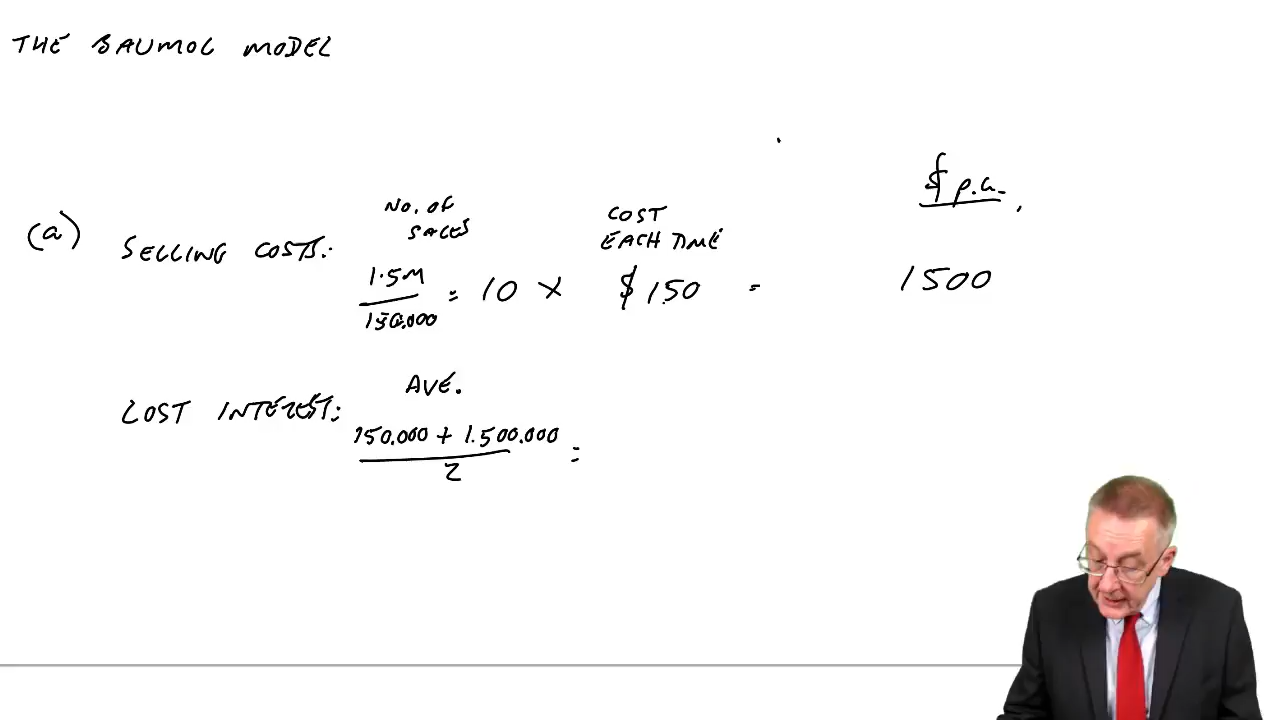 THE BAUMOL MODEL
$ p.a.
(a) SELLING COSTS: NO. OF SALES COST EACH TIME
1.5M / 150.000 = 10 × $150 = 1500
LOST INTEREST: AVE.
150.000 + 1.500.000 =
2